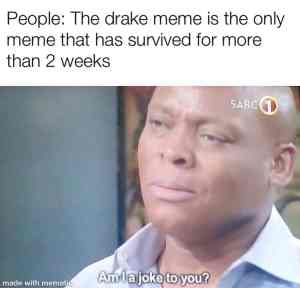 People: The drake meme is the only
meme that has survived for more
than 2 weeks
SABC 1
Am I a joke to you?
made with mematic